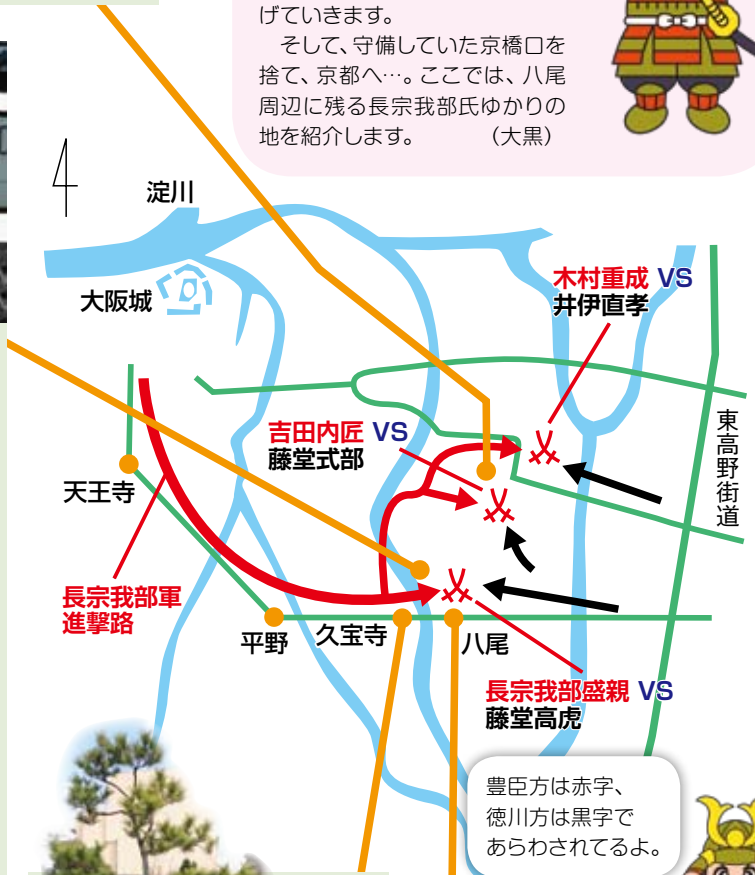 げていきます。
　そして、守備していた京橋口を
捨て、京都へ…。ここでは、八尾
周辺に残る長宗我部氏ゆかりの
地を紹介します。　　　（大黒）
淀川
大阪城
木村重成 VS
井伊直孝
吉田内匠 VS
藤堂式部
東高野街道
天王寺
長宗我部軍
進撃路
平野
久宝寺
八尾
長宗我部盛親 VS
藤堂高虎
豊臣方は赤字、
徳川方は黒字で
あらわされてるよ。